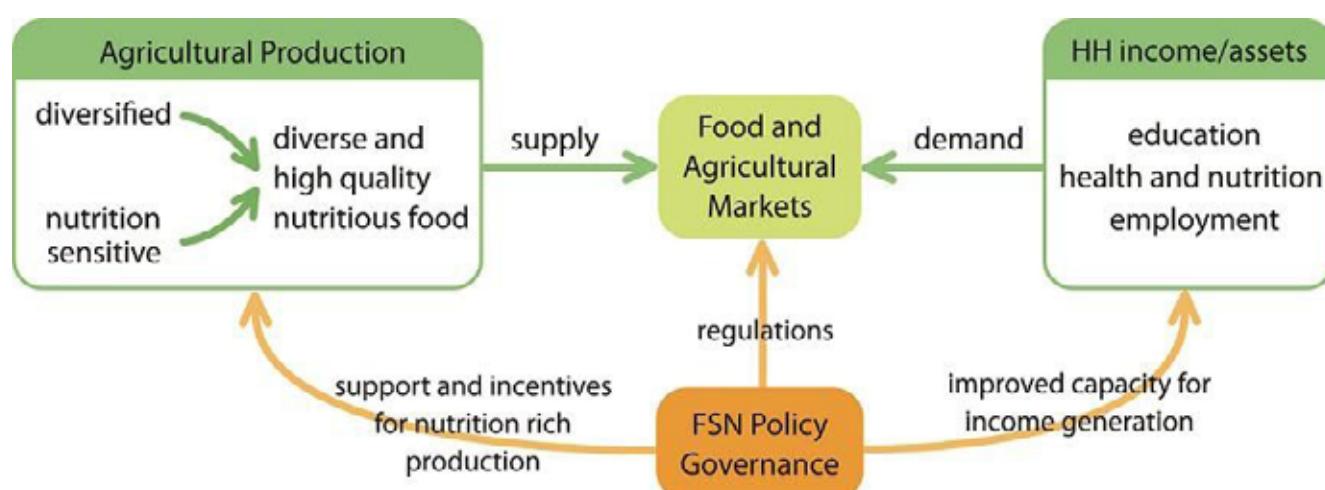 Agricultural Production
diversified
nutrition
sensitive
diverse and
high quality
nutritious food
supply
Food and
Agricultural
Markets
demand
HH income/assets
education
health and nutrition
employment
regulations
support and incentives
for nutrition rich
production
FSN Policy
Governance
improved capacity for
income generation